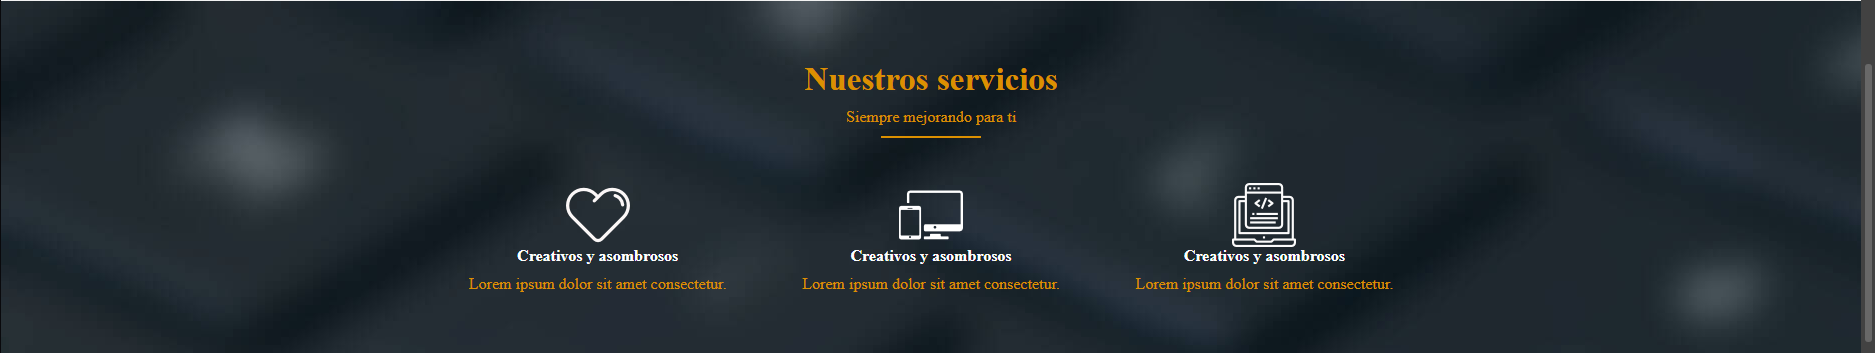 Nuestros servicios
Siempre mejorando para ti
</>
Creativos y asombrosos
Creativos y asombrosos
Creativos y asombrosos
Lorem ipsum dolor sit amet consectetur.
Lorem ipsum dolor sit amet consectetur.
Lorem ipsum dolor sit amet consectetur.